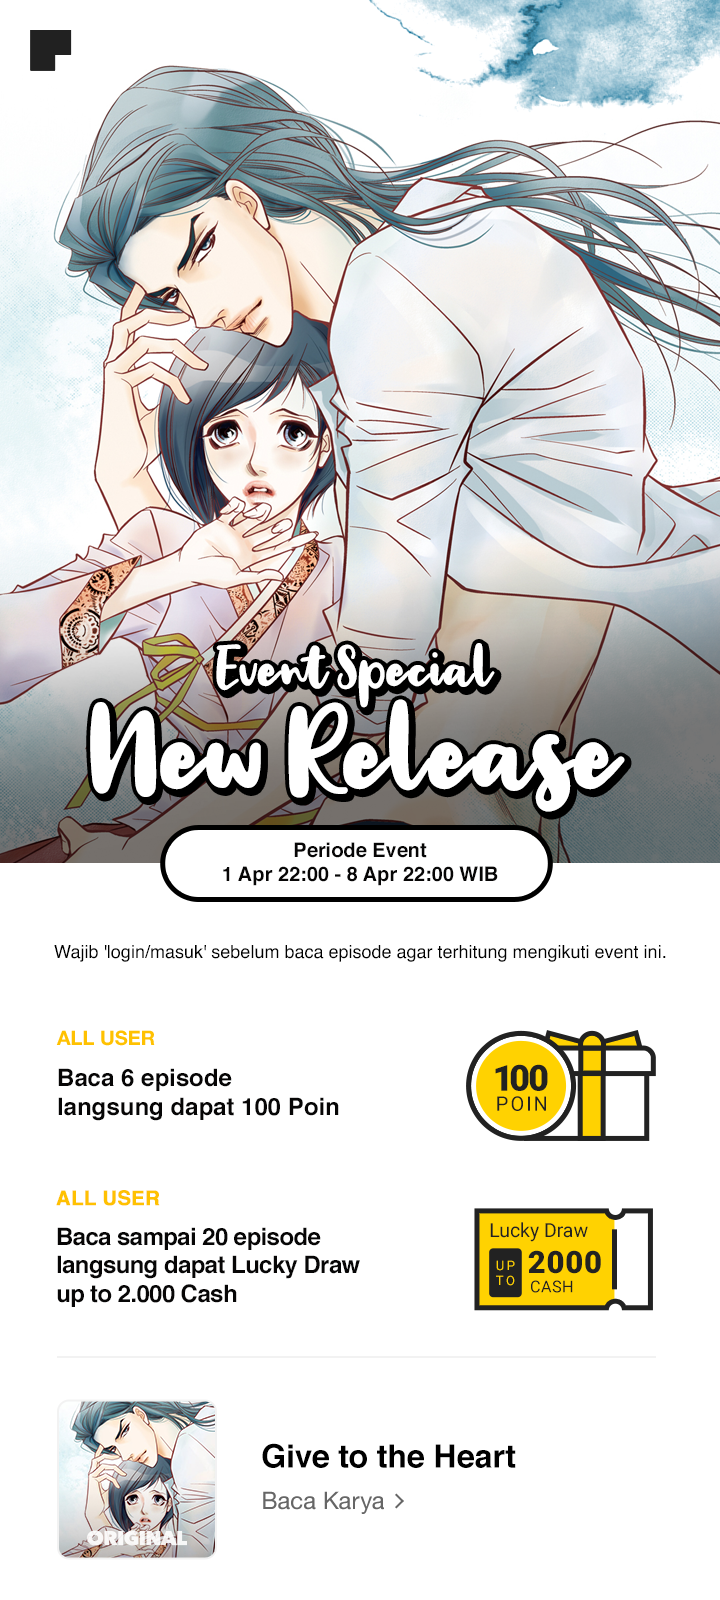 Event Special
New Release
Periode Event
1 Apr 22:00 - 8 Apr 22:00 WIB
Wajib 'login/masuk' sebelum baca episode agar terhitung mengikuti event ini.
ALL USER
Baca 6 episode
langsung dapat 100 Poin
100
POIN
ALL USER
Baca sampai 20 episode
langsung dapat Lucky Draw
up to 2.000 Cash
Lucky Draw
UP TO 2000
CASH
ORIGINAL
Give to the Heart
Baca Karya >